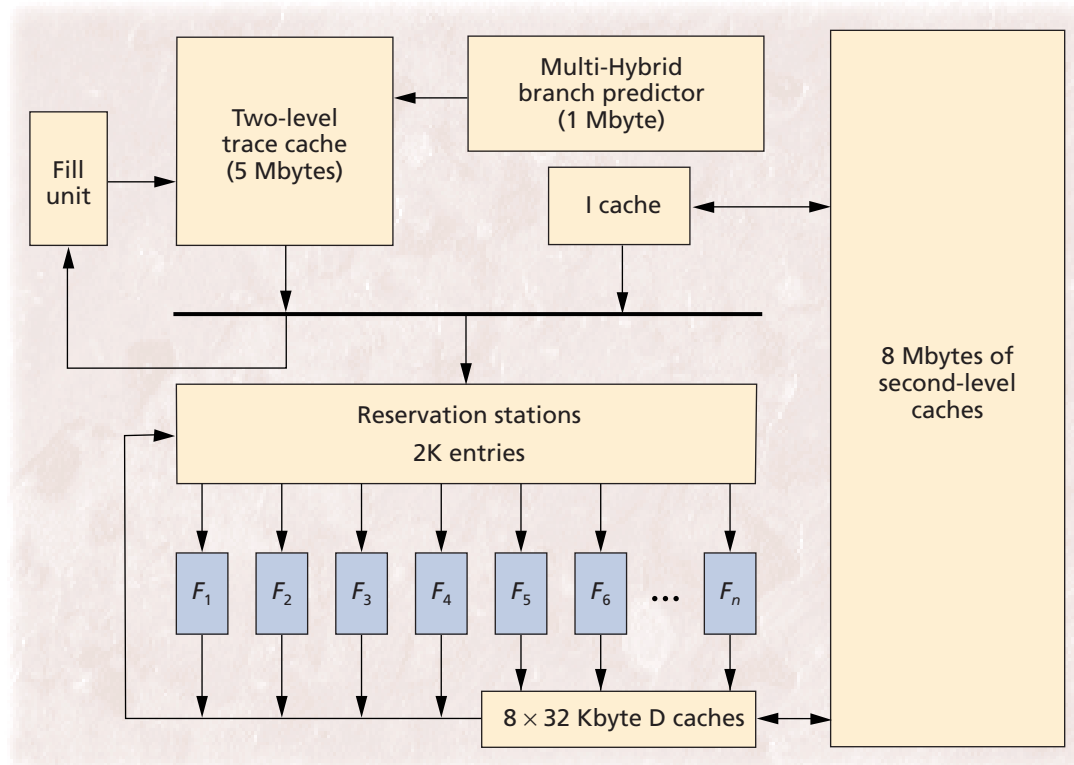 Fill
unit
Two-level
trace cache
(5 Mbytes)
Multi-Hybrid
branch predictor
(1 Mbyte)
I cache
8 Mbytes of
second-level
caches
Reservation stations
2K entries
F₁ F₂ F₃ F₄ F₅ F₆ ... Fₙ
8 × 32 Kbyte D caches